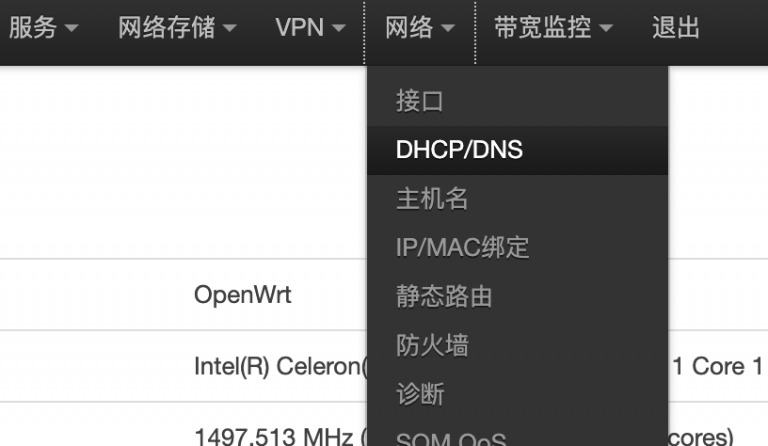 服务 网络存储 VPN 网络 带宽监控 退出
接口
DHCP/DNS
主机名
IP/MAC绑定
OpenWrt
静态路由
防火墙
Intel(R) Celeron( 1 Core 1
诊断
1497.513 MHz ( cores)
SQM QoS